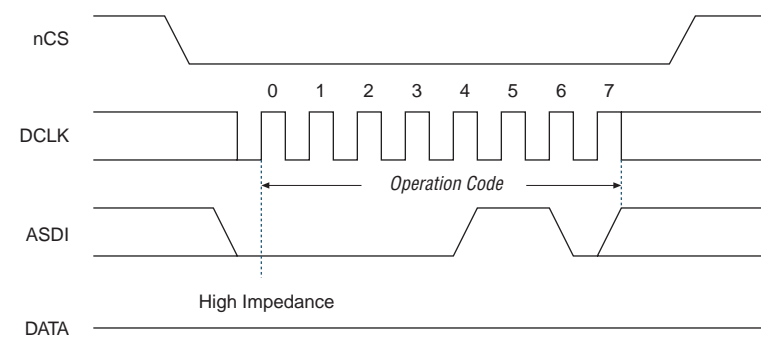 nCS
0 1 2 3 4 5 6 7
DCLK
Operation Code
ASDI
High Impedance
DATA